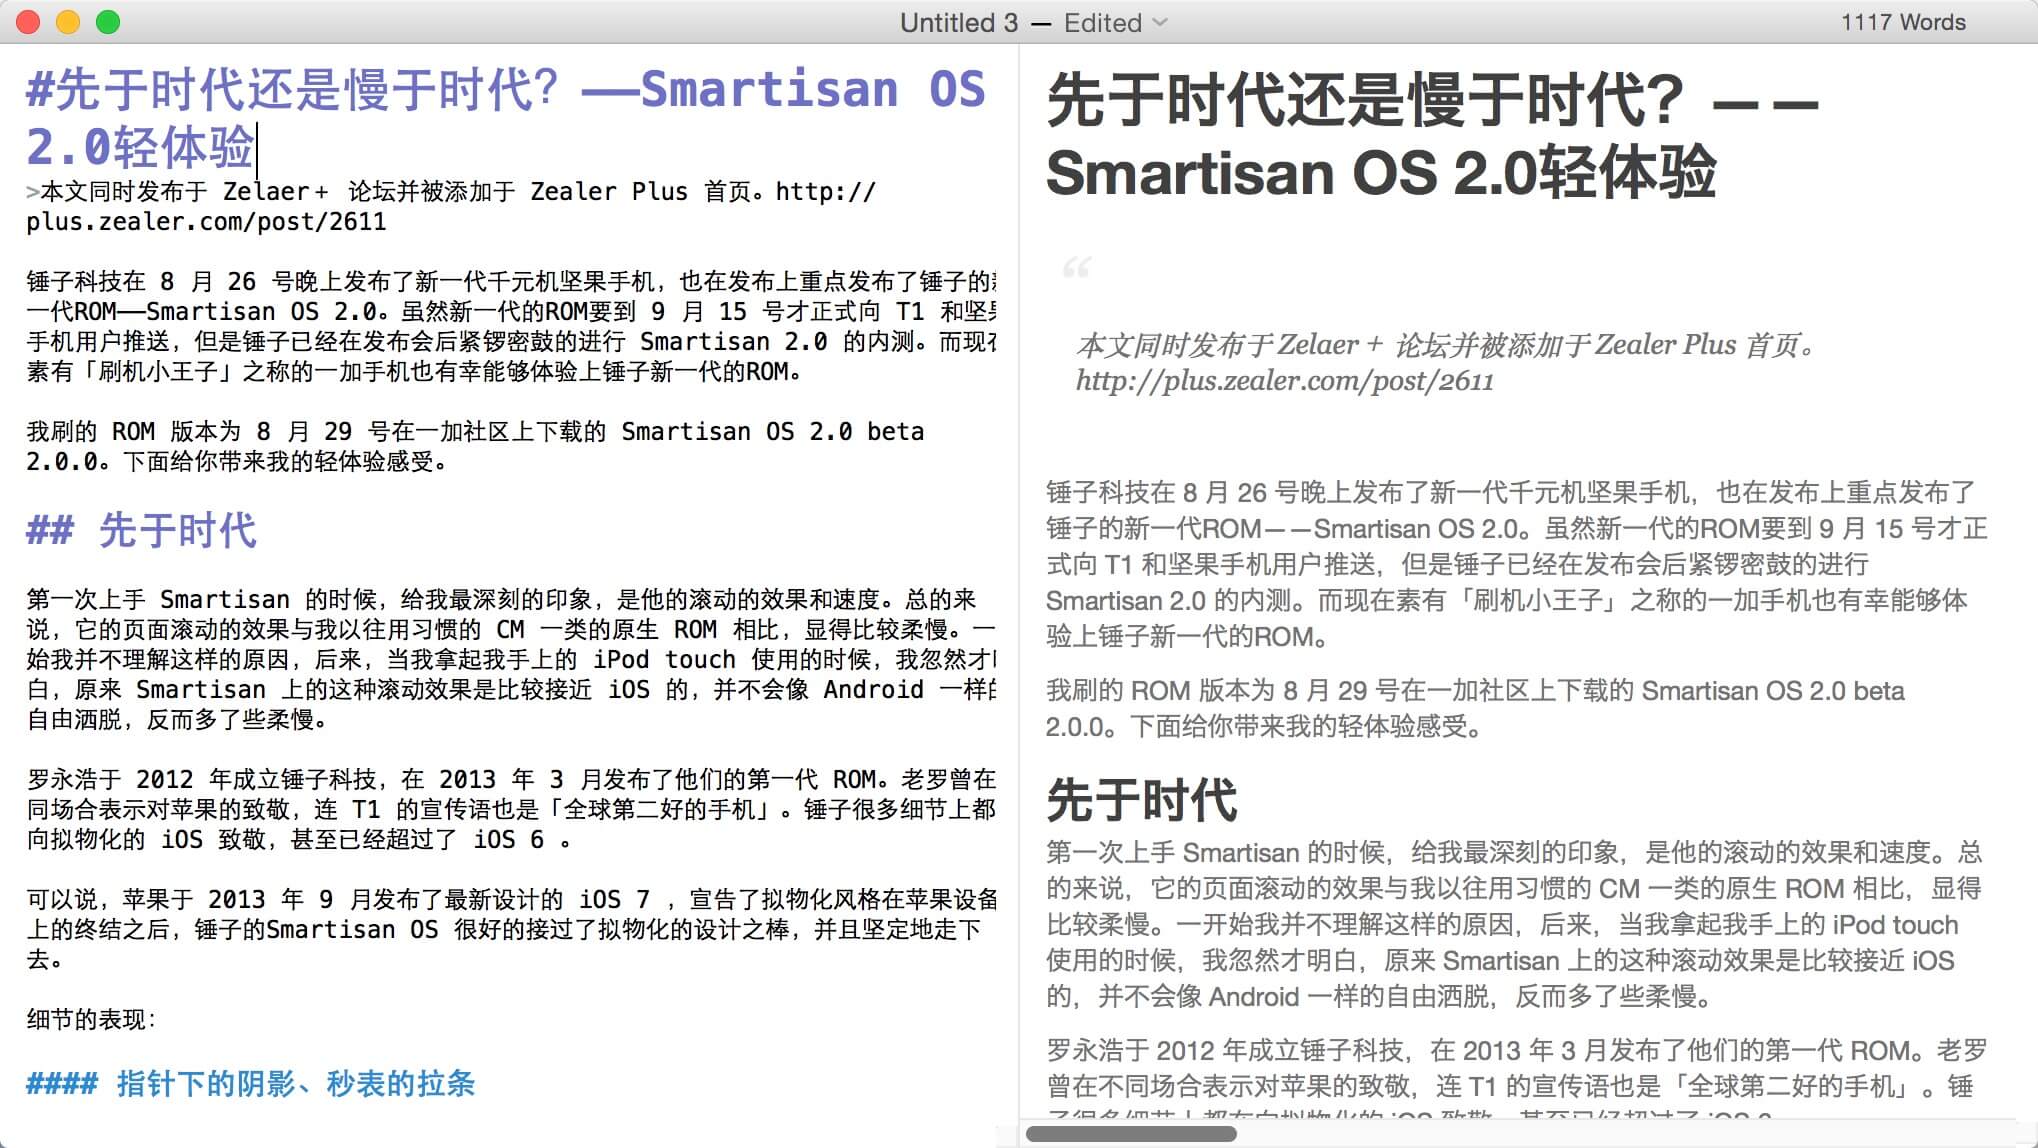 Untitled 3 — Edited
1117 Words
#先于时代还是慢于时代？——Smartisan OS
2.0轻体验
>本文同时发布于 Zelaer+ 论坛并被添加于 Zealer Plus 首页。http://
plus.zealer.com/post/2611
锤子科技在 8 月 26 号晚上发布了新一代千元机坚果手机，也在发布上重点发布了锤子的新
一代ROM——Smartisan OS 2.0。虽然新一代的ROM要到 9 月 15 号才正式向 T1 和坚果
手机用户推送，但是锤子已经在发布会后紧锣密鼓的进行 Smartisan 2.0 的内测。而现在
素有「刷机小王子」之称的一加手机也有幸能够体验上锤子新一代的ROM。
我刷的 ROM 版本为 8 月 29 号在一加社区上下载的 Smartisan OS 2.0 beta
2.0.0。下面给你带来我的轻体验感受。
## 先于时代
第一次上手 Smartisan 的时候，给我最深刻的印象，是他的滚动的效果和速度。总的来
说，它的页面滚动的效果与我以往用习惯的 CM 一类的原生 ROM 相比，显得比较柔慢。一开
始我并不理解这样的原因，后来，当我拿起我手上的 iPod touch 使用的时候，我忽然才明
白，原来 Smartisan 上的这种滚动效果是比较接近 iOS 的，并不会像 Android 一样的
自由洒脱，反而多了些柔慢。
罗永浩于 2012 年成立锤子科技，在 2013 年 3 月发布了他们的第一代 ROM。老罗曾在
同场合表示对苹果的致敬，连 T1 的宣传语也是「全球第二好的手机」。锤子很多细节上都
向拟物化的 iOS 致敬，甚至已经超过了 iOS 6 。
可以说，苹果于 2013 年 9 月发布了最新设计的 iOS 7 ，宣告了拟物化风格在苹果设备
上的终结之后，锤子的Smartisan OS 很好的接过了拟物化的设计之棒，并且坚定地走下
去。
细节的表现：
#### 指针下的阴影、秒表的拉条
先于时代还是慢于时代？——
Smartisan OS 2.0轻体验
“
本文同时发布于 Zelaer+ 论坛并被添加于 Zealer Plus 首页。
http://plus.zealer.com/post/2611
锤子科技在 8 月 26 号晚上发布了新一代千元机坚果手机，也在发布上重点发布了
锤子的新一代ROM——Smartisan OS 2.0。虽然新一代的ROM要到 9 月 15 号才正
式向 T1 和坚果手机用户推送，但是锤子已经在发布会后紧锣密鼓的进行
Smartisan 2.0 的内测。而现在素有「刷机小王子」之称的一加手机也有幸能够体
验上锤子新一代的ROM。
我刷的 ROM 版本为 8 月 29 号在一加社区上下载的 Smartisan OS 2.0 beta
2.0.0。下面给你带来我的轻体验感受。
先于时代
第一次上手 Smartisan 的时候，给我最深刻的印象，是他的滚动的效果和速度。总
的来说，它的页面滚动的效果与我以往用习惯的 CM 一类的原生 ROM 相比，显得
比较柔慢。一开始我并不理解这样的原因，后来，当我拿起我手上的 iPod touch
使用的时候，我忽然才明白，原来 Smartisan 上的这种滚动效果是比较接近 iOS
的，并不会像 Android 一样的自由洒脱，反而多了些柔慢。
罗永浩于 2012 年成立锤子科技，在 2013 年 3 月发布了他们的第一代 ROM。老罗
曾在不同场合表示对苹果的致敬，连 T1 的宣传语也是「全球第二好的手机」。锤
子很多细节上都在向拟物化的 iOS 致敬，甚至已经超过了 iOS 6